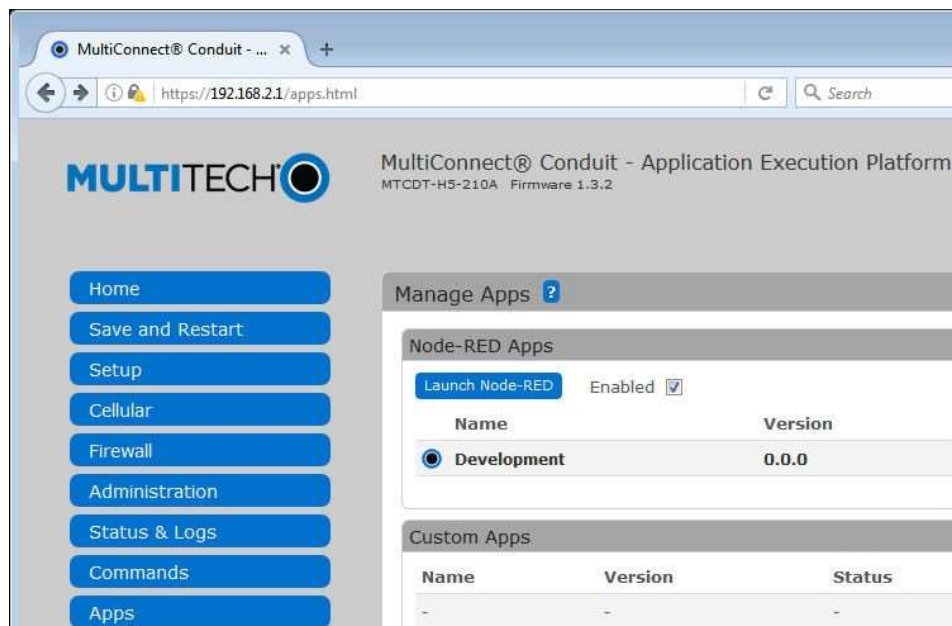 MultiConnect® Conduit - ...
https://192.168.2.1/apps.html
Search
MULTITECH
MultiConnect® Conduit - Application Execution Platform
MTCDT-H5-210A Firmware 1.3.2
Home
Save and Restart
Setup
Cellular
Firewall
Administration
Status & Logs
Commands
Apps
Manage Apps ?
Node-RED Apps
Launch Node-RED Enabled
Name Version
Development 0.0.0
Custom Apps
Name Version Status
- - -